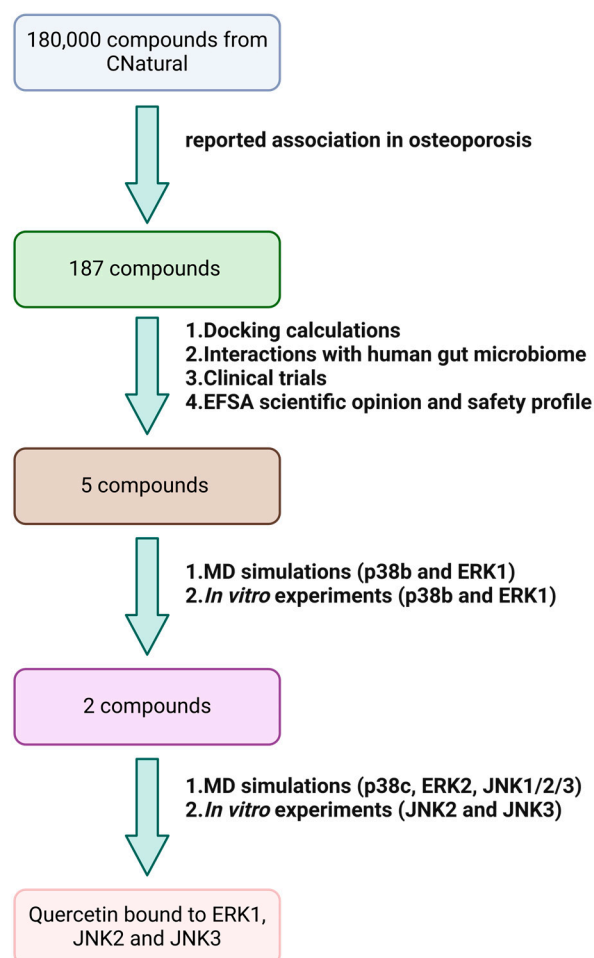 180,000 compounds from
CNatural
reported association in osteoporosis
187 compounds
1.Docking calculations
2.Interactions with human gut microbiome
3.Clinical trials
4.EFSA scientific opinion and safety profile
5 compounds
1.MD simulations (p38b and ERK1)
2.In vitro experiments (p38b and ERK1)
2 compounds
1.MD simulations (p38c, ERK2, JNK1/2/3)
2.In vitro experiments (JNK2 and JNK3)
Quercetin bound to ERK1,
JNK2 and JNK3